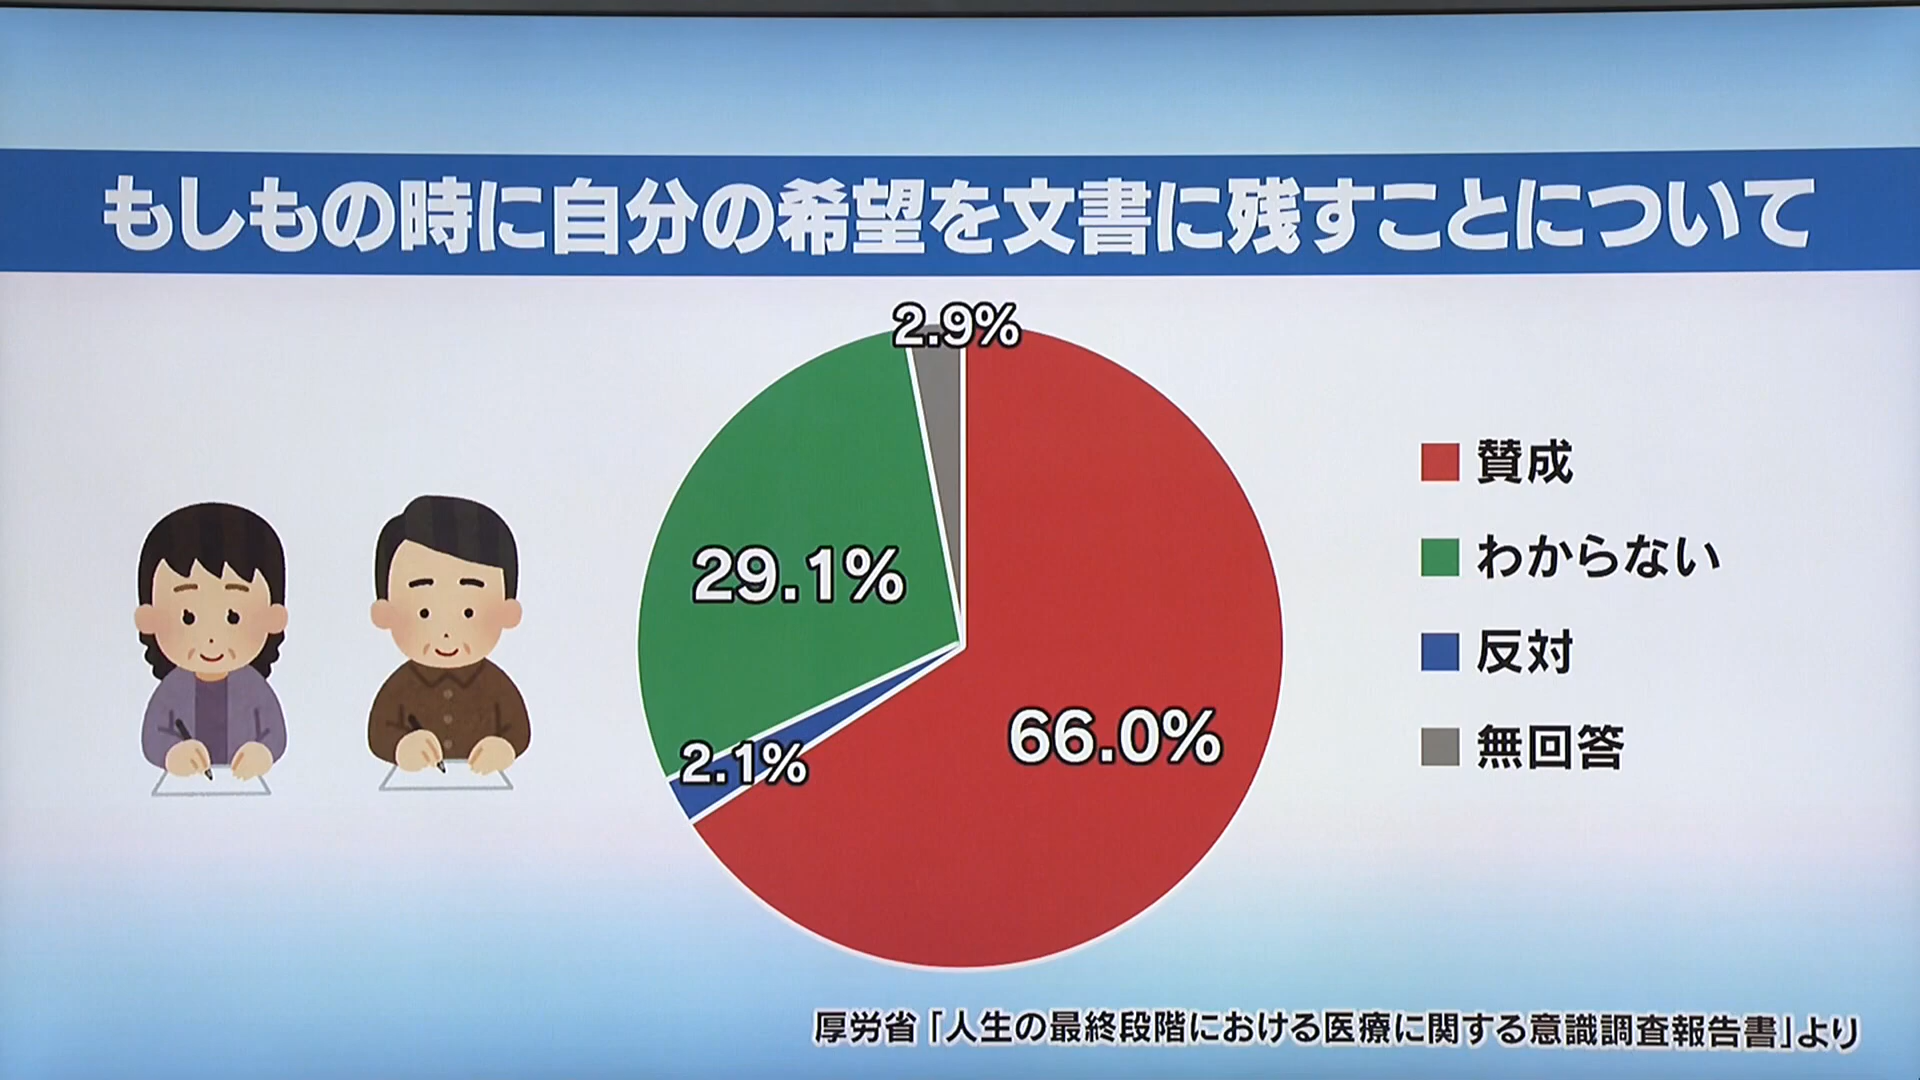 もしもの時に自分の希望を文書に残すことについて
2.9%
29.1%
2.1%
66.0%
賛成
わからない
反対
無回答
厚労省「人生の最終段階における医療に関する意識調査報告書」より